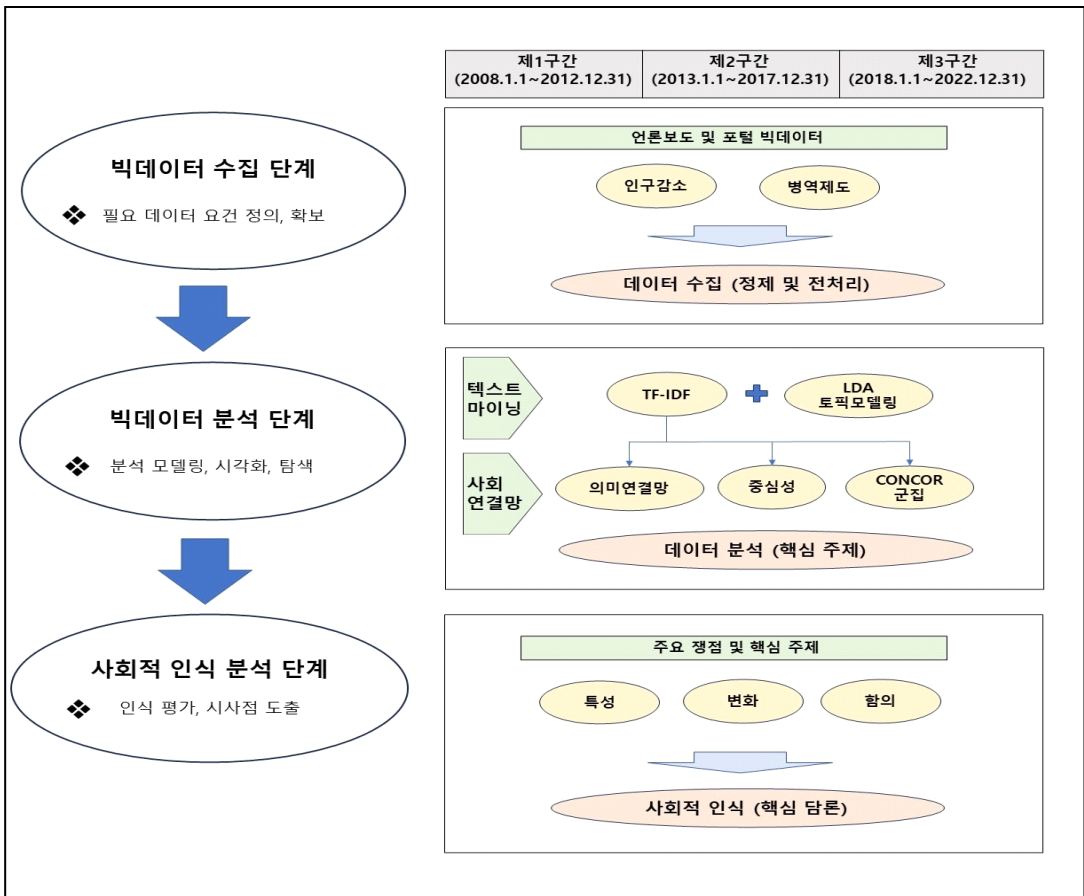 제1구간
(2008.1.1~2012.12.31)
제2구간
(2013.1.1~2017.12.31)
제3구간
(2018.1.1~2022.12.31)
빅데이터 수집 단계
❖ 필요 데이터 요건 정의, 확보
언론보도 및 포털 빅데이터
인구감소
병역제도
데이터 수집 (정제 및 전처리)
빅데이터 분석 단계
❖ 분석 모델링, 시각화, 탐색
텍스트
마이닝
TF-IDF
LDA
토픽모델링
사회
연결망
의미연결망
중심성
CONCOR
군집
데이터 분석 (핵심 주제)
사회적 인식 분석 단계
❖ 인식 평가, 시사점 도출
주요 쟁점 및 핵심 주제
특성
변화
함의
사회적 인식 (핵심 담론)